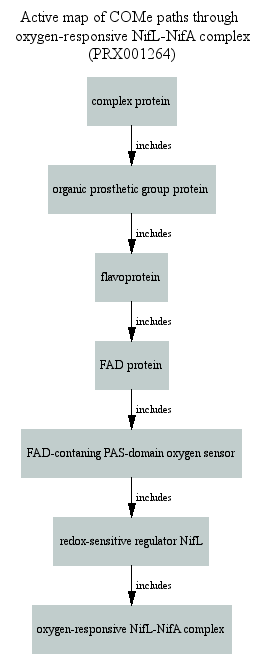 Active map of COMe paths through
oxygen-responsive NifL-NifA complex
(PRX001264)
complex protein
includes
organic prosthetic group protein
includes
flavoprotein
includes
FAD protein
includes
FAD-contaning PAS-domain oxygen sensor
includes
redox-sensitive regulator NifL
includes
oxygen-responsive NifL-NifA complex